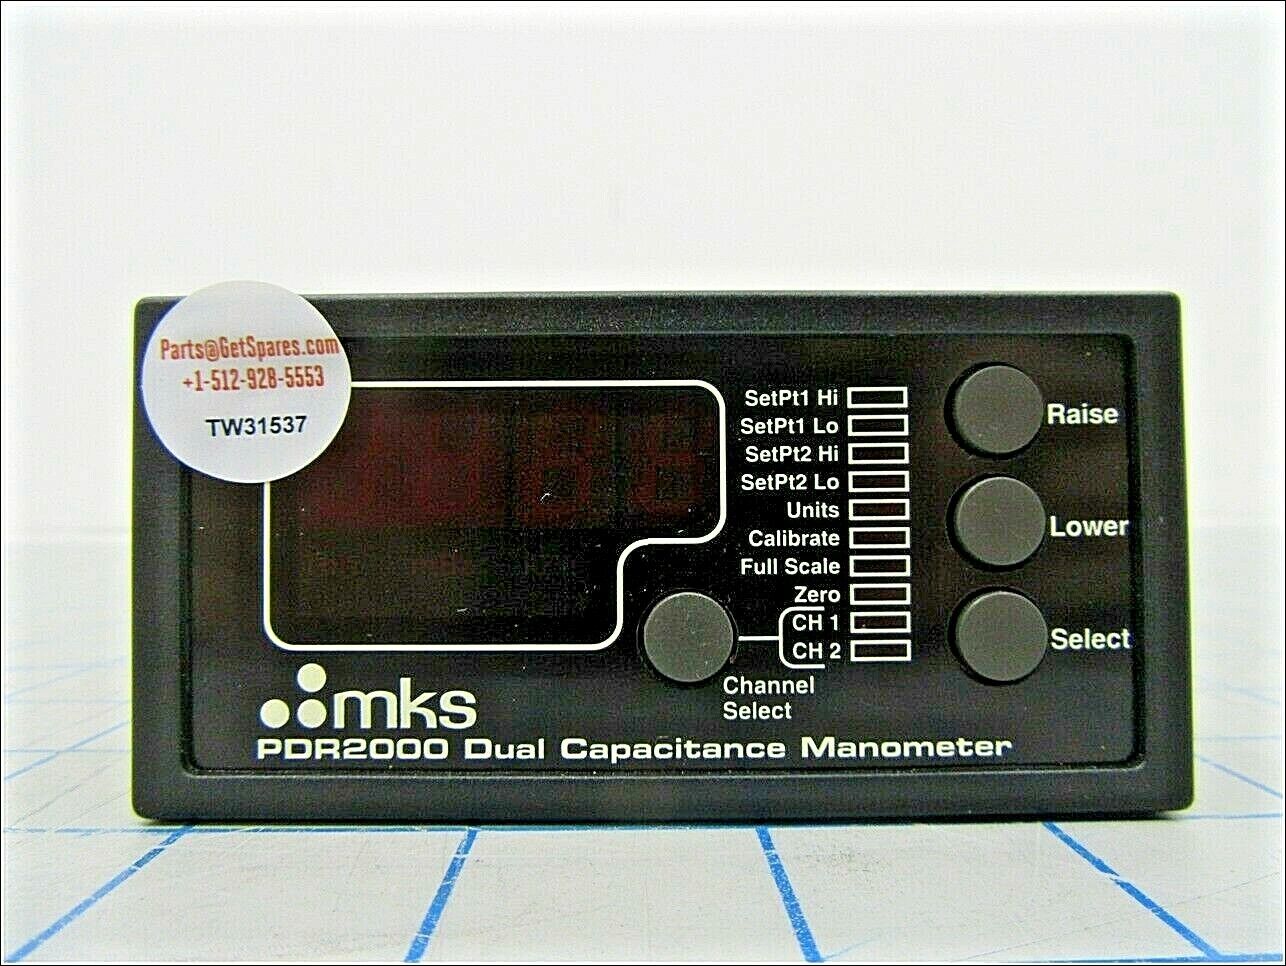 Parts@GetSpares.com
+1-512-928-5553
TW31537
SetPt1 Hi
SetPt1 Lo
SetPt2 Hi
SetPt2 Lo
Units
Calibrate
Full Scale
Zero
CH 1
CH 2
Raise
Lower
Select
Channel
Select
mks
PDR2000 Dual Capacitance Manometer